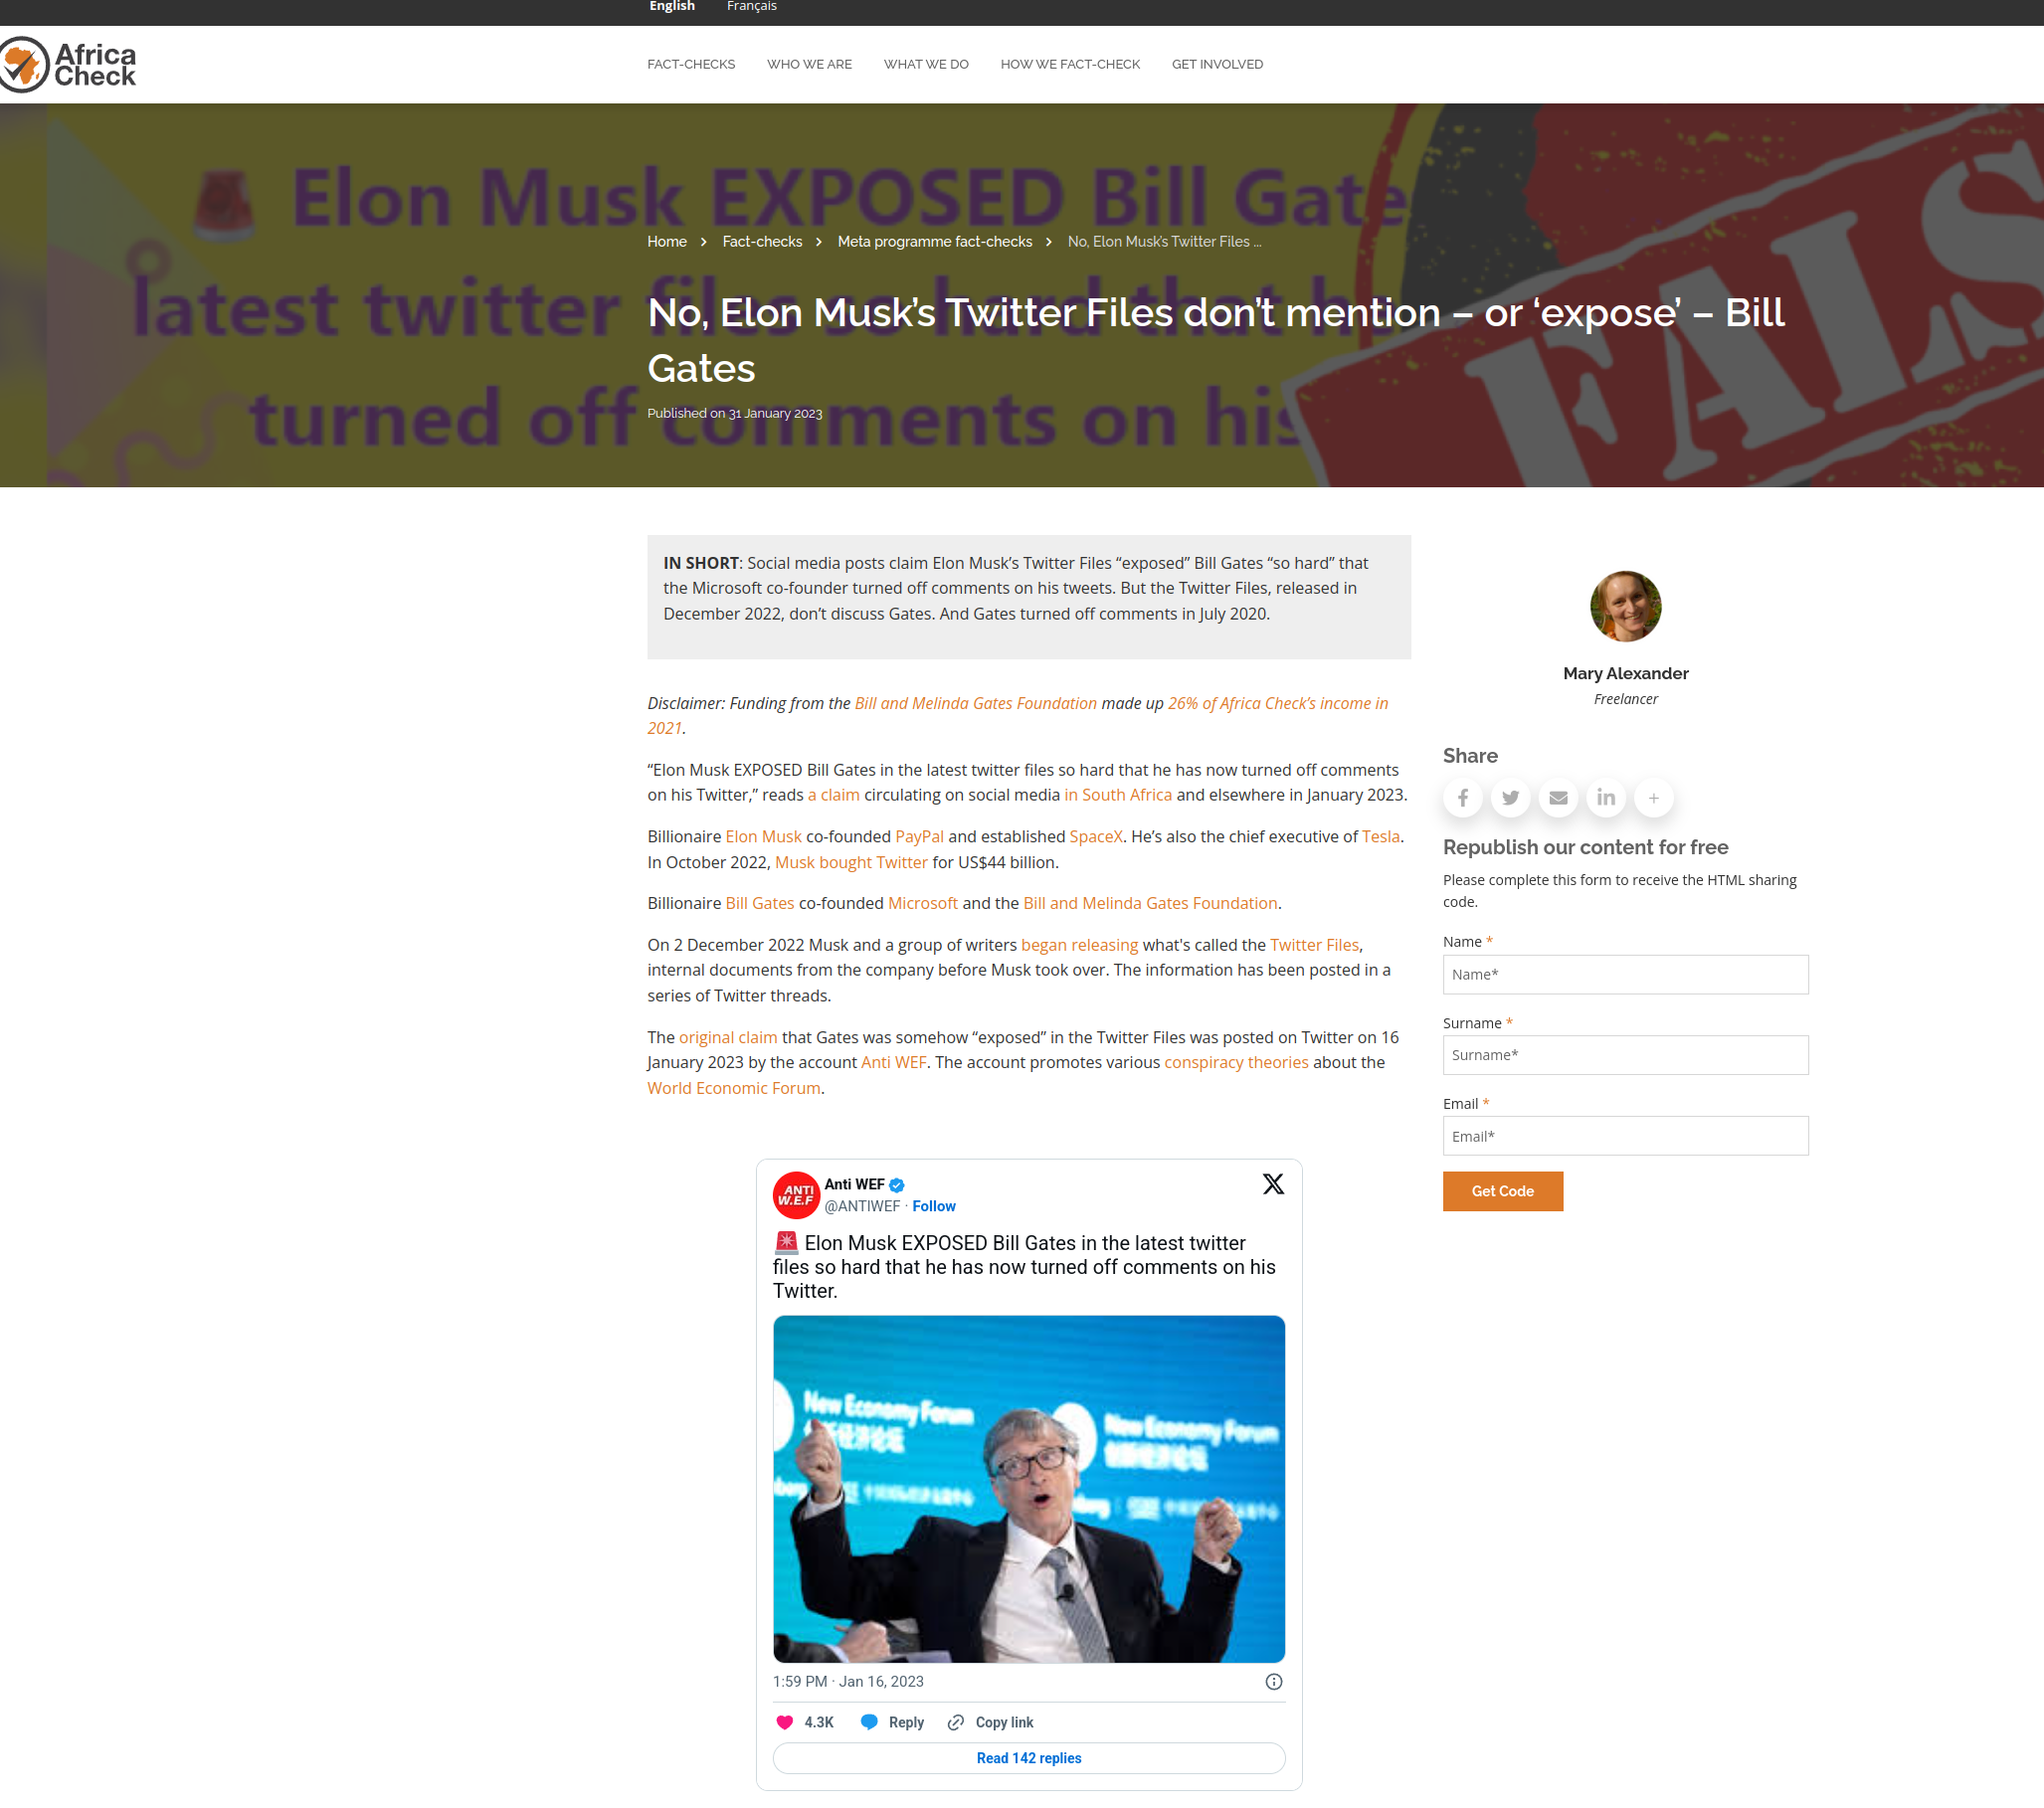 English Français
Africa
Check
FACT-CHECKS WHO WE ARE WHAT WE DO HOW WE FACT-CHECK GET INVOLVED
🚨 Elon Musk EXPOSED Bill Gate
latest twitter files so hard that h
turned off comments on his
FALS
Home > Fact-checks > Meta programme fact-checks > No, Elon Musk’s Twitter Files ...
No, Elon Musk’s Twitter Files don’t mention – or ‘expose’ – Bill
Gates
Published on 31 January 2023
IN SHORT: Social media posts claim Elon Musk’s Twitter Files “exposed” Bill Gates “so hard” that
the Microsoft co-founder turned off comments on his tweets. But the Twitter Files, released in
December 2022, don’t discuss Gates. And Gates turned off comments in July 2020.
Disclaimer: Funding from the Bill and Melinda Gates Foundation made up 26% of Africa Check’s income in
2021.
“Elon Musk EXPOSED Bill Gates in the latest twitter files so hard that he has now turned off comments
on his Twitter,” reads a claim circulating on social media in South Africa and elsewhere in January 2023.
Billionaire Elon Musk co-founded PayPal and established SpaceX. He’s also the chief executive of Tesla.
In October 2022, Musk bought Twitter for US$44 billion.
Billionaire Bill Gates co-founded Microsoft and the Bill and Melinda Gates Foundation.
On 2 December 2022 Musk and a group of writers began releasing what's called the Twitter Files,
internal documents from the company before Musk took over. The information has been posted in a
series of Twitter threads.
The original claim that Gates was somehow “exposed” in the Twitter Files was posted on Twitter on 16
January 2023 by the account Anti WEF. The account promotes various conspiracy theories about the
World Economic Forum.
ANTI
W.E.F
Anti WEF
@ANTIWEF · Follow
🚨 Elon Musk EXPOSED Bill Gates in the latest twitter
files so hard that he has now turned off comments on his
Twitter.
New Economy Forum
New Economy Forum
1:59 PM · Jan 16, 2023
4.3K Reply Copy link
Read 142 replies
Mary Alexander
Freelancer
Share
Republish our content for free
Please complete this form to receive the HTML sharing
code.
Name *
Name*
Surname *
Surname*
Email *
Email*
Get Code